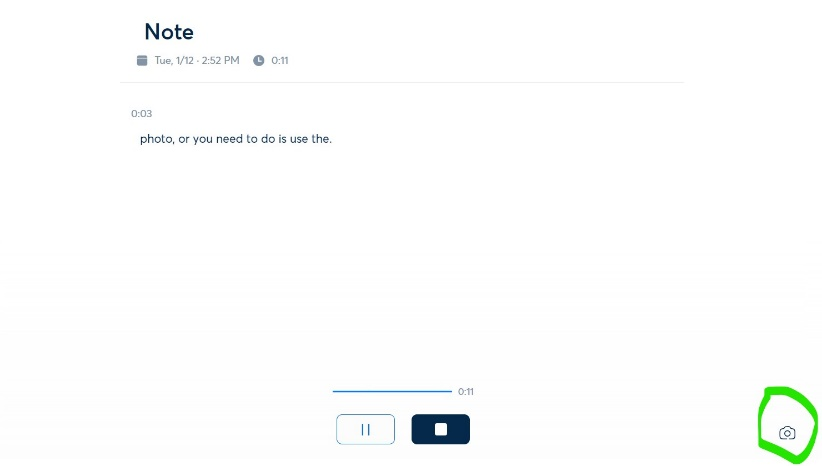 Note
Tue, 1/12 · 2:52 PM 0:11
0:03
photo, or you need to do is use the.
0:11